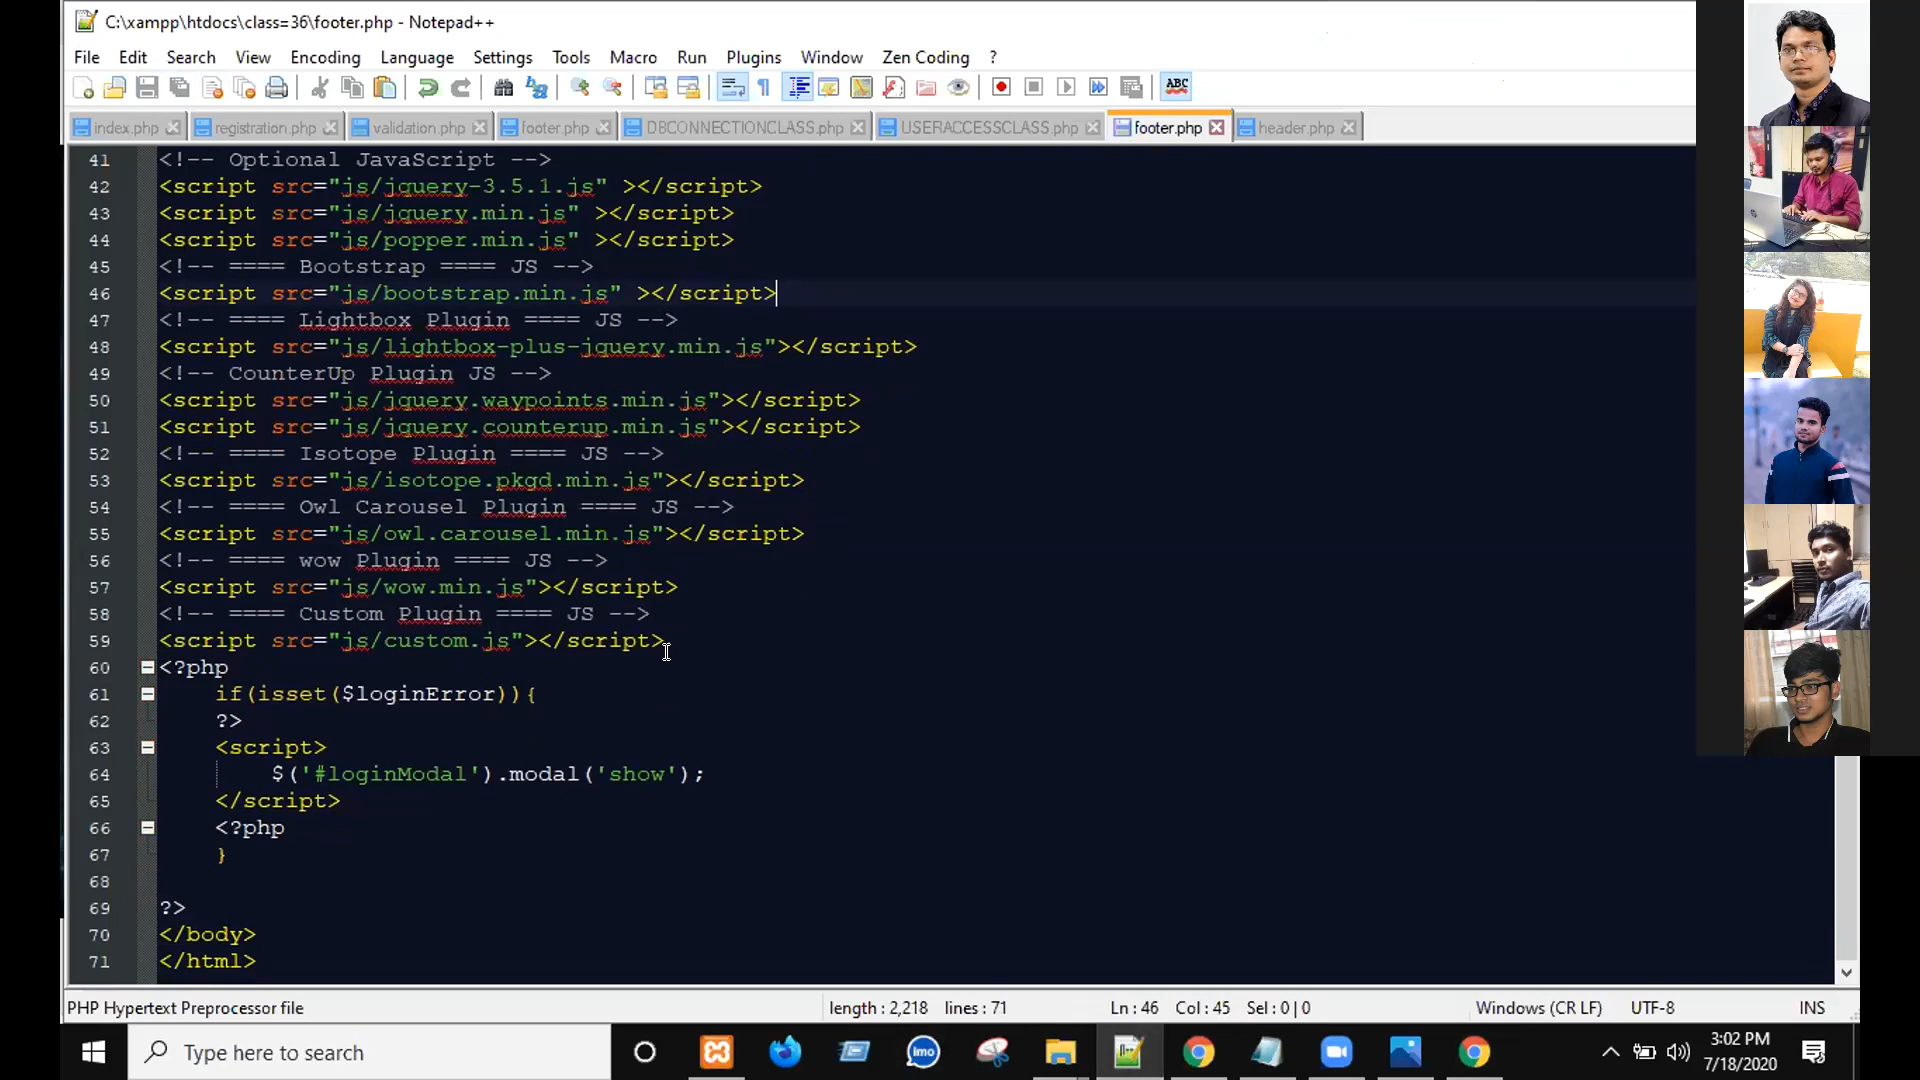 C:\xampp\htdocs\class=36\footer.php - Notepad++
File Edit Search View Encoding Language Settings Tools Macro Run Plugins Window Zen Coding ?
ABC
index.php registration.php validation.php footer.php DBCONNECTIONCLASS.php USERACCESSCLASS.php footer.php header.php
41 <!-- Optional JavaScript -->
42 <script src="js/jquery-3.5.1.js" ></script>
43 <script src="js/jquery.min.js" ></script>
44 <script src="js/popper.min.js" ></script>
45 <!-- ==== Bootstrap ==== JS -->
46 <script src="js/bootstrap.min.js" ></script>
47 <!-- ==== Lightbox Plugin ==== JS -->
48 <script src="js/lightbox-plus-jquery.min.js"></script>
49 <!-- CounterUp Plugin JS -->
50 <script src="js/jquery.waypoints.min.js"></script>
51 <script src="js/jquery.counterup.min.js"></script>
52 <!-- ==== Isotope Plugin ==== JS -->
53 <script src="js/isotope.pkgd.min.js"></script>
54 <!-- ==== Owl Carousel Plugin ==== JS -->
55 <script src="js/owl.carousel.min.js"></script>
56 <!-- ==== wow Plugin ==== JS -->
57 <script src="js/wow.min.js"></script>
58 <!-- ==== Custom Plugin ==== JS -->
59 <script src="js/custom.js"></script>
60 <?php
61 if(isset($loginError)){
62 ?>
63 <script>
64 $('#loginModal').modal('show');
65 </script>
66 <?php
67 }
68
69 ?>
70 </body>
71 </html>
PHP Hypertext Preprocessor file length : 2,218 lines : 71 Ln : 46 Col : 45 Sel : 0 | 0 Windows (CR LF) UTF-8 INS
Type here to search
imo
3:02 PM
7/18/2020